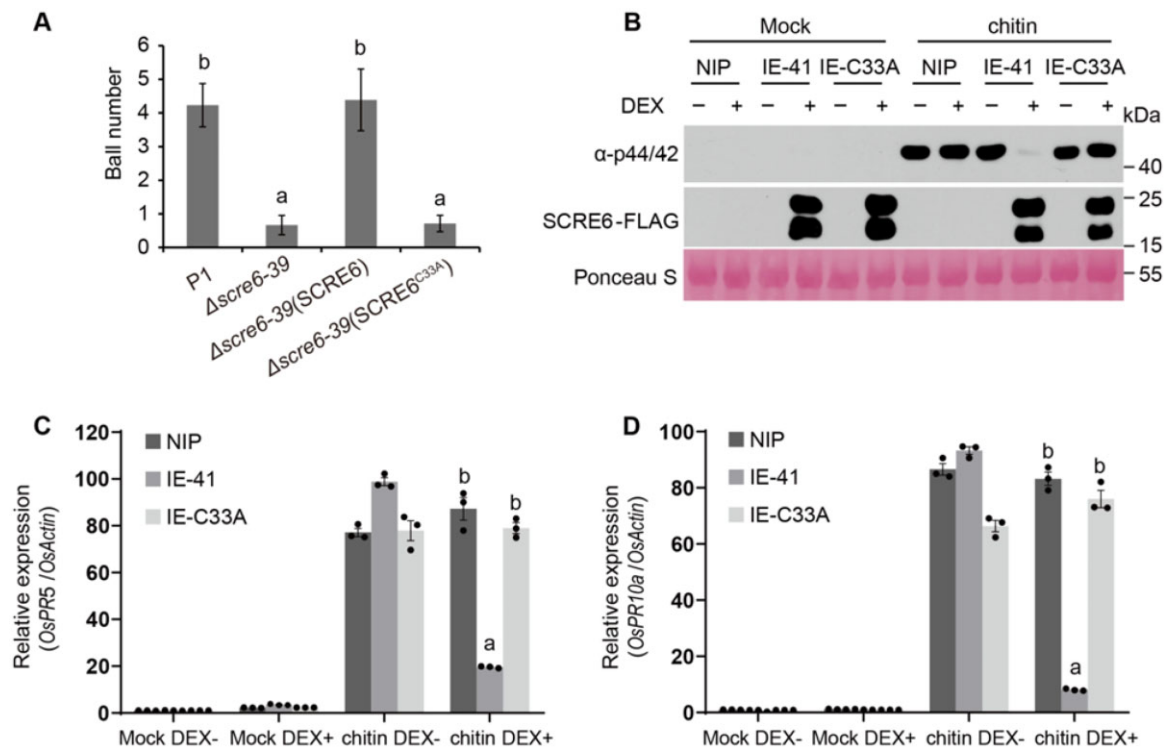 A
Ball number
6
5
4
3
2
1
0
b
a
b
a
P1
Δscre6-39
Δscre6-39(SCRE6)
Δscre6-39(SCRE6C33A)
B
Mock chitin
NIP IE-41 IE-C33A NIP IE-41 IE-C33A
DEX − + − + − + − + − + − + kDa
α-p44/42
40
SCRE6-FLAG
25
15
Ponceau S
55
C
Relative expression
(OsPR5 /OsActin)
120
100
80
60
40
20
0
NIP
IE-41
IE-C33A
b
a
b
Mock DEX- Mock DEX+ chitin DEX- chitin DEX+
D
Relative expression
(OsPR10a /OsActin)
100
80
60
40
20
0
NIP
IE-41
IE-C33A
b
a
b
Mock DEX- Mock DEX+ chitin DEX- chitin DEX+